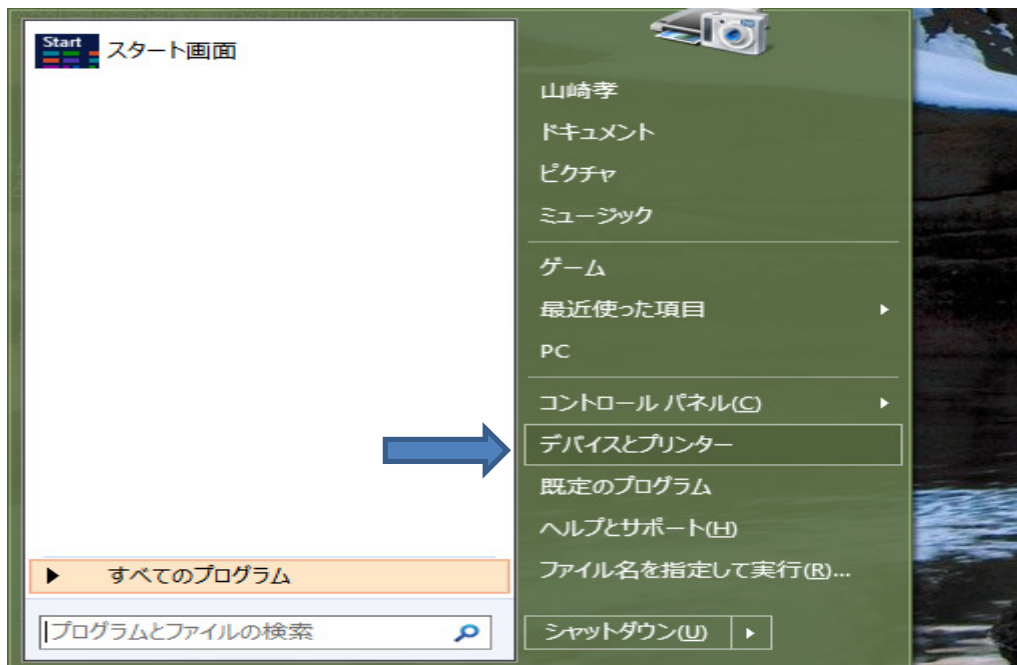 Start
スタート画面
すべてのプログラム
プログラムとファイルの検索
山崎孝
ドキュメント
ピクチャ
ミュージック
ゲーム
最近使った項目
PC
コントロール パネル(C)
デバイスとプリンター
既定のプログラム
ヘルプとサポート(H)
ファイル名を指定して実行(R)...
シャットダウン(U)